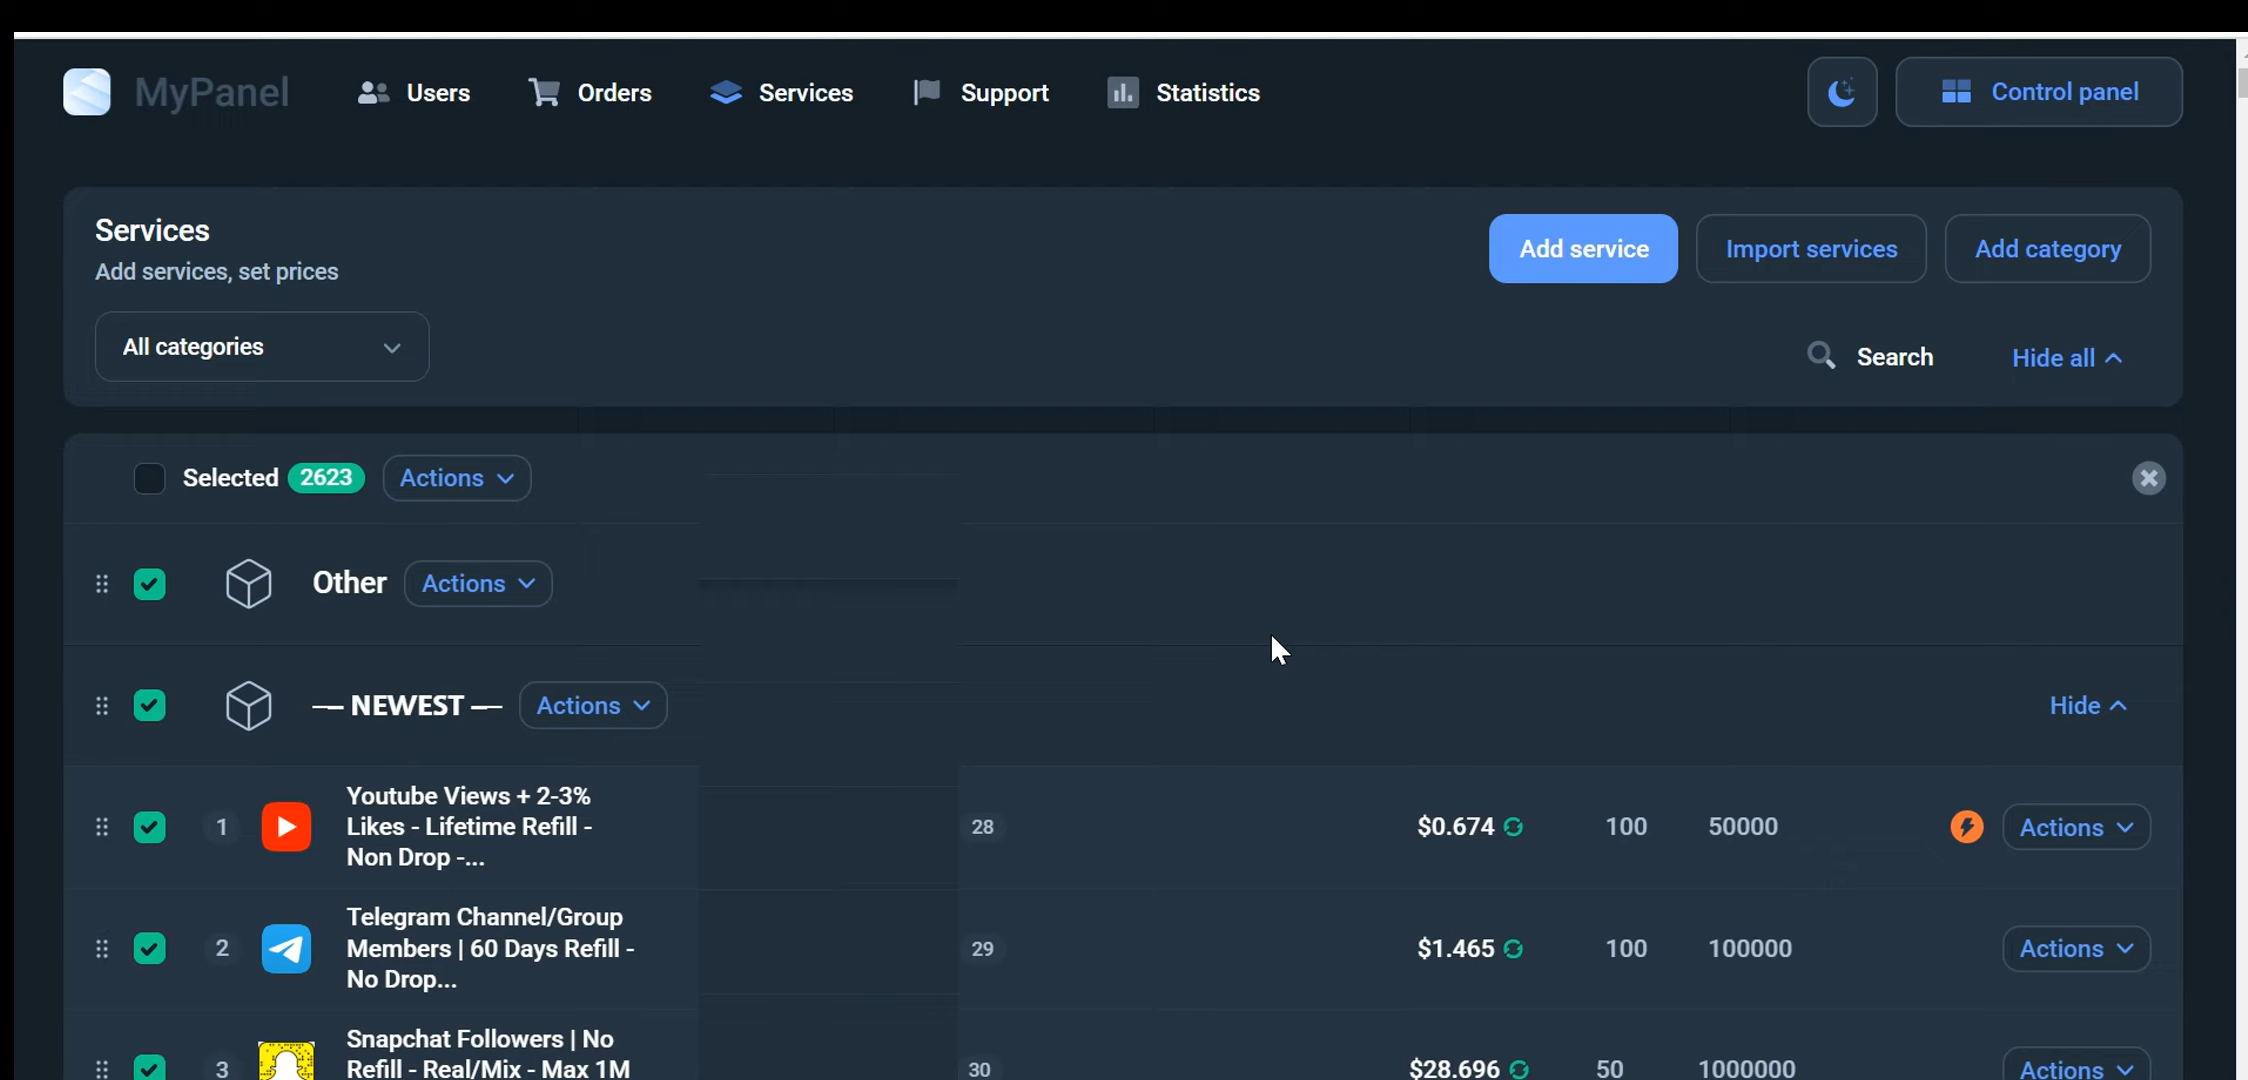 MyPanel Users Orders Services Support Statistics Control panel
Services
Add services, set prices
Add service Import services Add category
All categories Search Hide all
Selected 2623 Actions
Other Actions
— NEWEST — Actions Hide
1 Youtube Views + 2-3%
Likes - Lifetime Refill -
Non Drop -...
28 $0.674 100 50000 Actions
2 Telegram Channel/Group
Members | 60 Days Refill -
No Drop...
29 $1.465 100 100000 Actions
3 Snapchat Followers | No
Refill - Real/Mix - Max 1M
30 $28.696 50 1000000 Actions